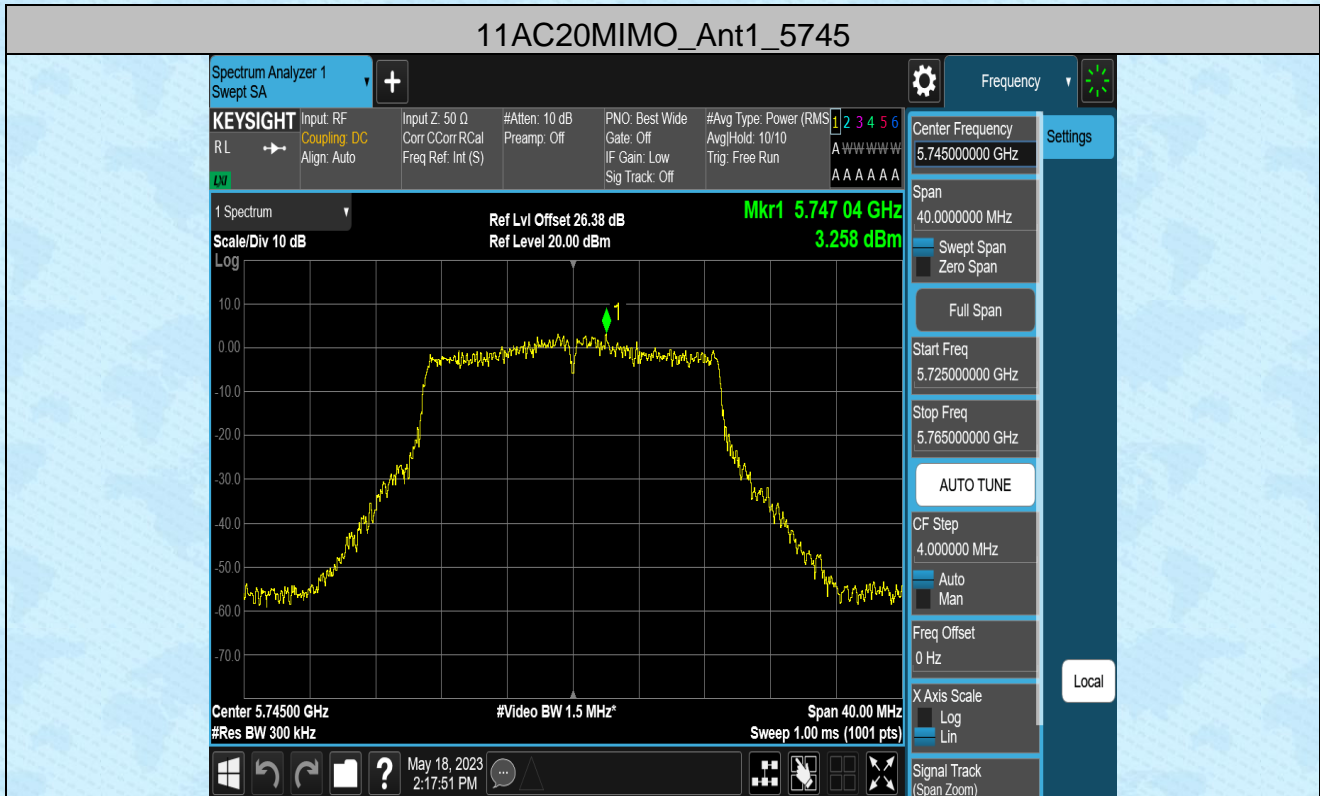 11AC20MIMO_Ant1_5745
Spectrum Analyzer 1
Swept SA
+
Frequency
KEYSIGHT
R L
LXI
Input: RF
Coupling: DC
Align: Auto
Input Z: 50 Ω
Corr CCorr RCal
Freq Ref: Int (S)
#Atten: 10 dB
Preamp: Off
PNO: Best Wide
Gate: Off
IF Gain: Low
Sig Track: Off
#Avg Type: Power (RMS
Avg|Hold: 10/10
Trig: Free Run
1 2 3 4 5 6
A W W W W W
A A A A A A
1 Spectrum
Scale/Div 10 dB
Log
Ref Lvl Offset 26.38 dB
Ref Level 20.00 dBm
Mkr1 5.747 04 GHz
3.258 dBm
1
10.0
0.00
-10.0
-20.0
-30.0
-40.0
-50.0
-60.0
-70.0
Center 5.74500 GHz
#Res BW 300 kHz
#Video BW 1.5 MHz*
Span 40.00 MHz
Sweep 1.00 ms (1001 pts)
Center Frequency
5.745000000 GHz
Settings
Span
40.0000000 MHz
Swept Span
Zero Span
Full Span
Start Freq
5.725000000 GHz
Stop Freq
5.765000000 GHz
AUTO TUNE
CF Step
4.000000 MHz
Auto
Man
Freq Offset
0 Hz
X Axis Scale
Log
Lin
Local
Signal Track
(Span Zoom)
?
May 18, 2023
2:17:51 PM